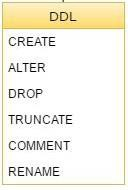 DDL
CREATE
ALTER
DROP
TRUNCATE
COMMENT
RENAME